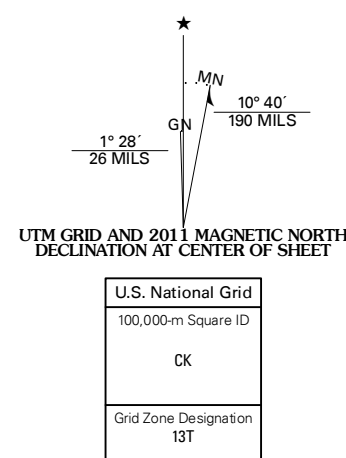 ★
MN
GN
10° 40´
190 MILS
1° 28´
26 MILS
UTM GRID AND 2011 MAGNETIC NORTH
DECLINATION AT CENTER OF SHEET
U.S. National Grid
100,000-m Square ID
CK
Grid Zone Designation
13T